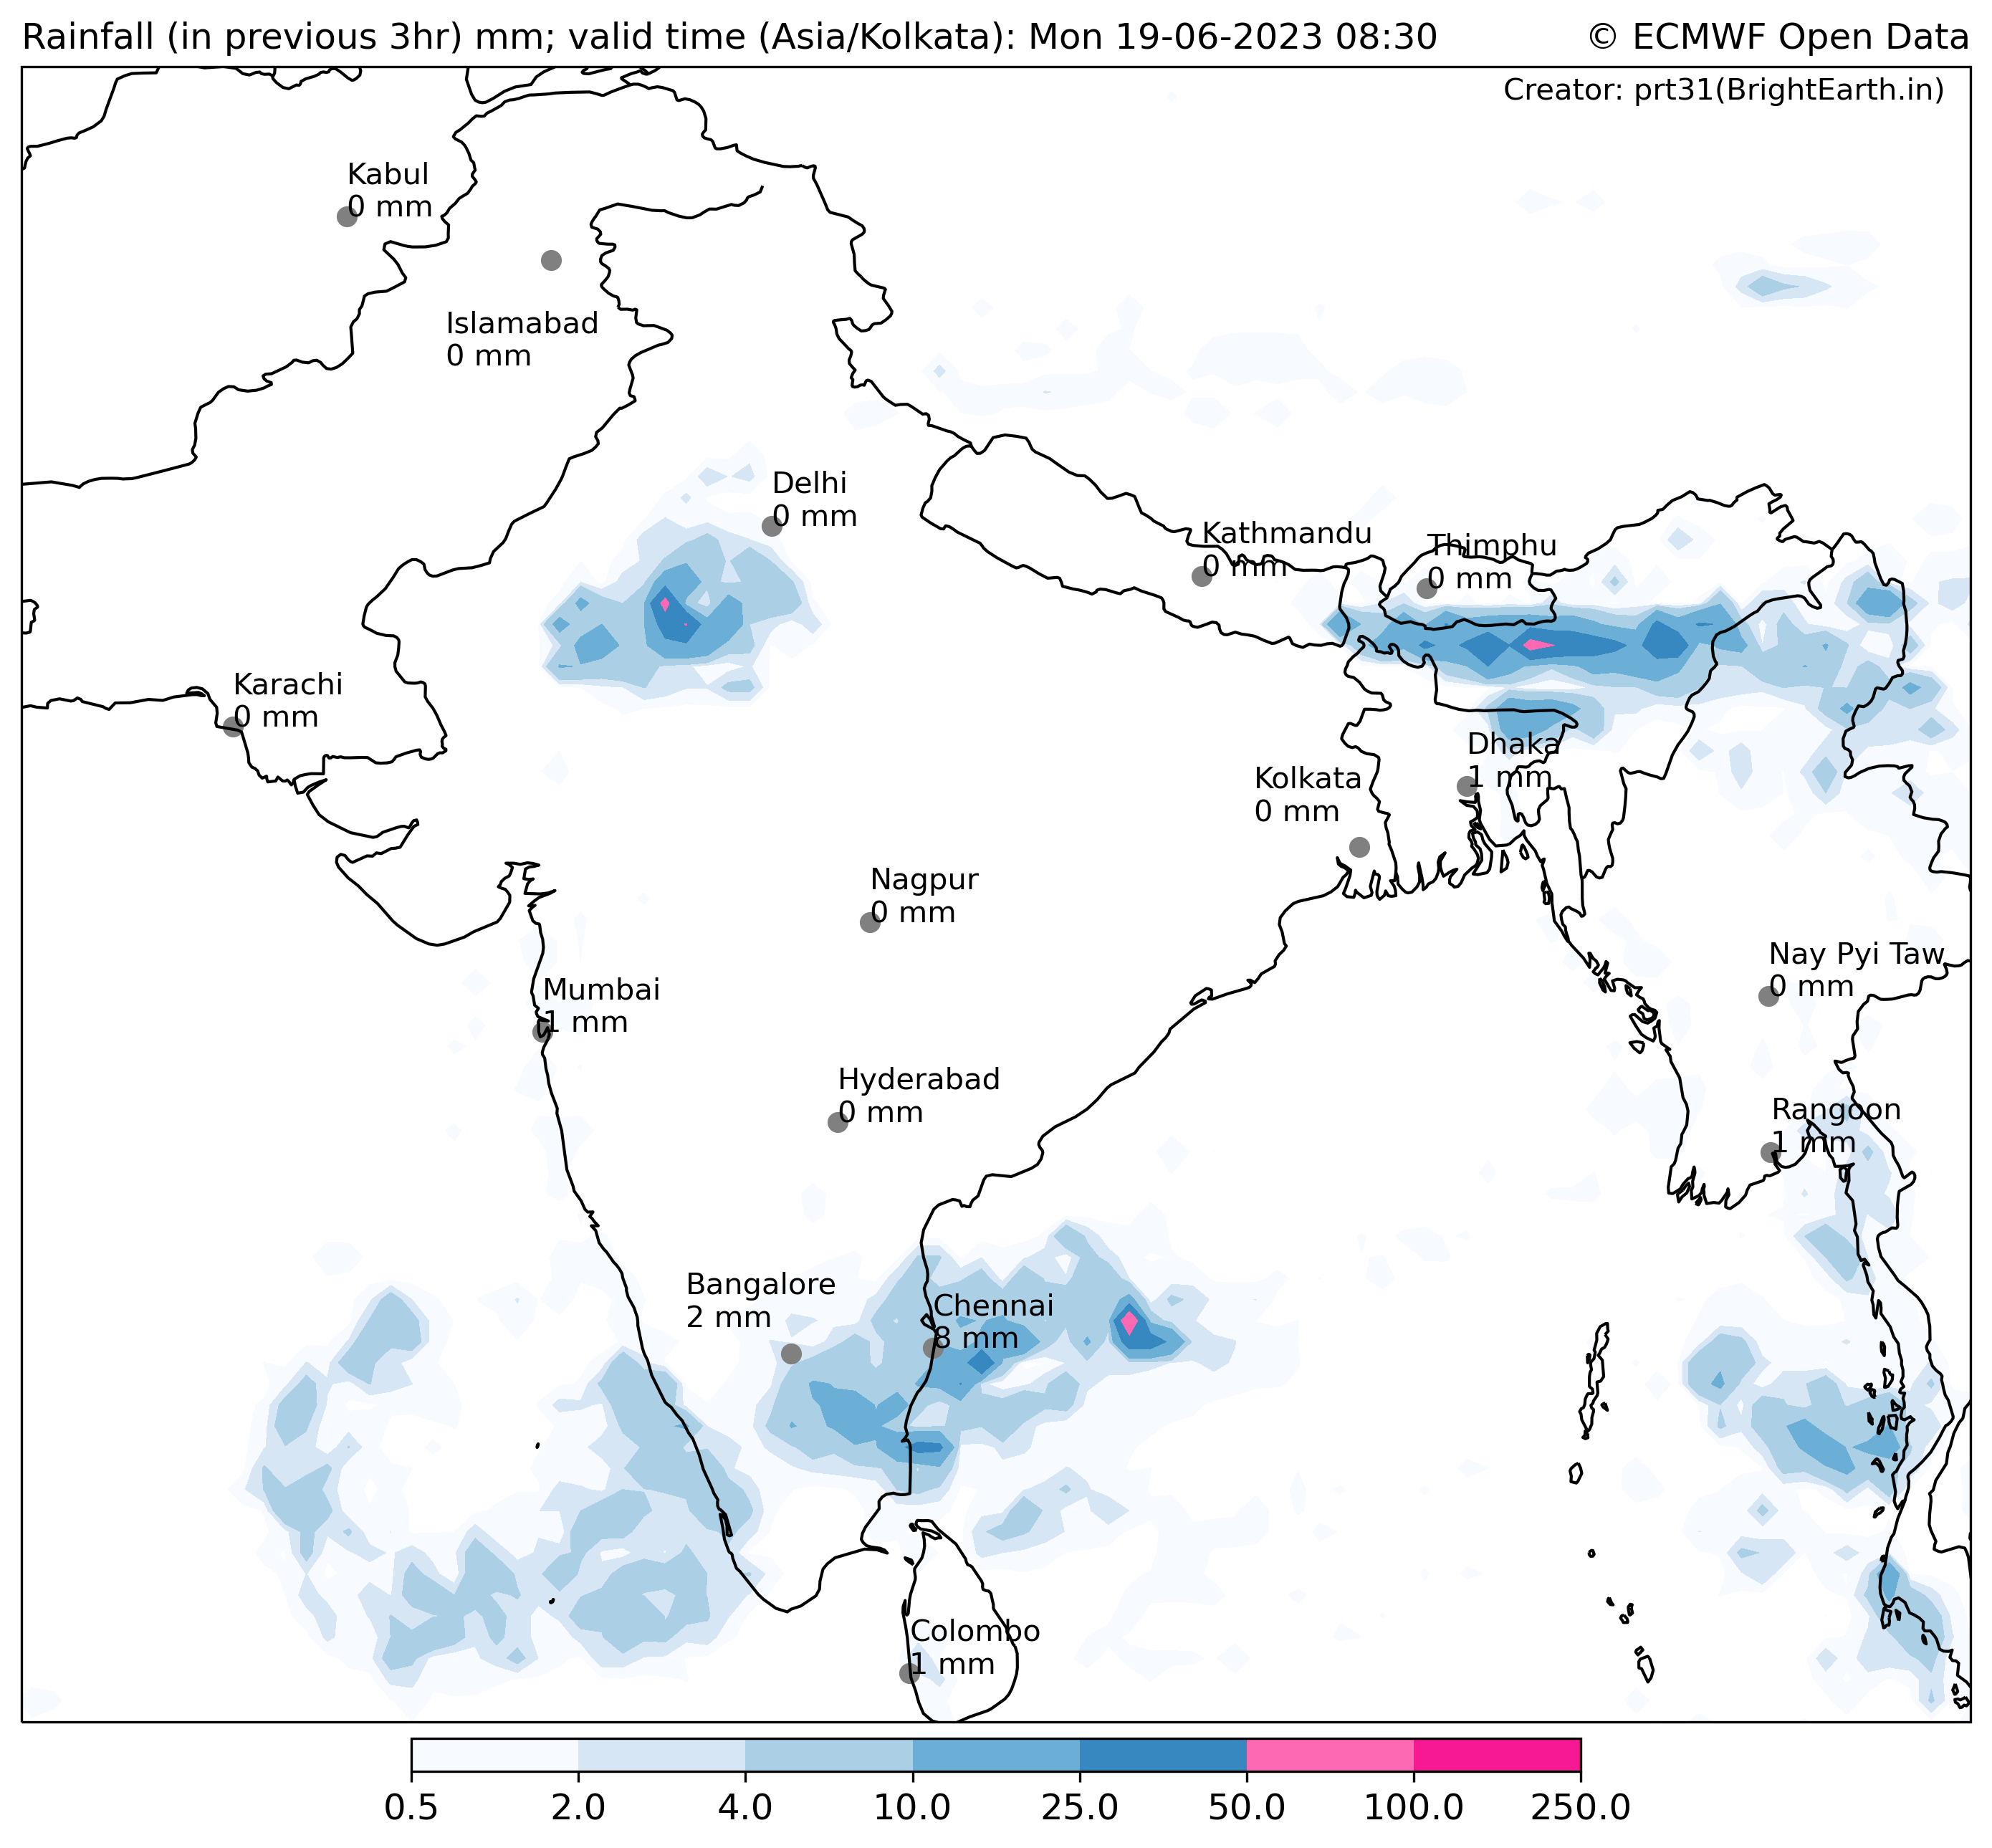 Rainfall (in previous 3hr) mm; valid time (Asia/Kolkata): Mon 19-06-2023 08:30
© ECMWF Open Data
Creator: prt31(BrightEarth.in)
Kabul
0 mm
Islamabad
0 mm
Delhi
0 mm
Kathmandu
0 mm
Thimphu
0 mm
Karachi
0 mm
Dhaka
1 mm
Kolkata
0 mm
Nagpur
0 mm
Nay Pyi Taw
0 mm
Mumbai
1 mm
Hyderabad
0 mm
Rangoon
1 mm
Bangalore
2 mm
Chennai
8 mm
Colombo
1 mm
0.5 2.0 4.0 10.0 25.0 50.0 100.0 250.0